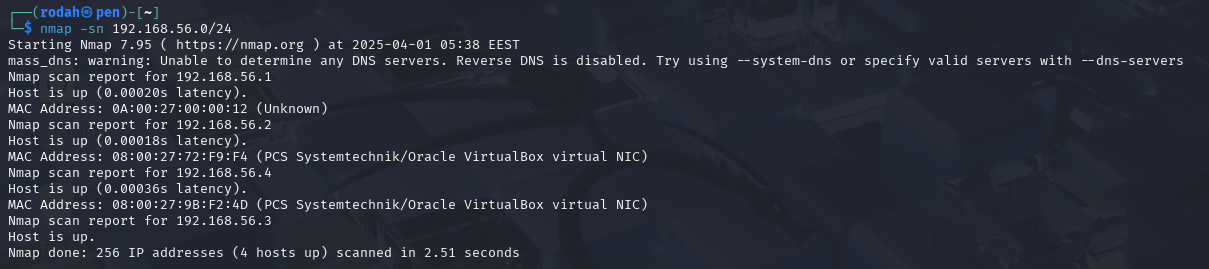 ┌──(rodah㉿pen)-[~]
└─$ nmap -sn 192.168.56.0/24
Starting Nmap 7.95 ( https://nmap.org ) at 2025-04-01 05:38 EEST
mass_dns: warning: Unable to determine any DNS servers. Reverse DNS is disabled. Try using --system-dns or specify valid servers with --dns-servers
Nmap scan report for 192.168.56.1
Host is up (0.00020s latency).
MAC Address: 0A:00:27:00:00:12 (Unknown)
Nmap scan report for 192.168.56.2
Host is up (0.00018s latency).
MAC Address: 08:00:27:72:F9:F4 (PCS Systemtechnik/Oracle VirtualBox virtual NIC)
Nmap scan report for 192.168.56.4
Host is up (0.00036s latency).
MAC Address: 08:00:27:9B:F2:4D (PCS Systemtechnik/Oracle VirtualBox virtual NIC)
Nmap scan report for 192.168.56.3
Host is up.
Nmap done: 256 IP addresses (4 hosts up) scanned in 2.51 seconds